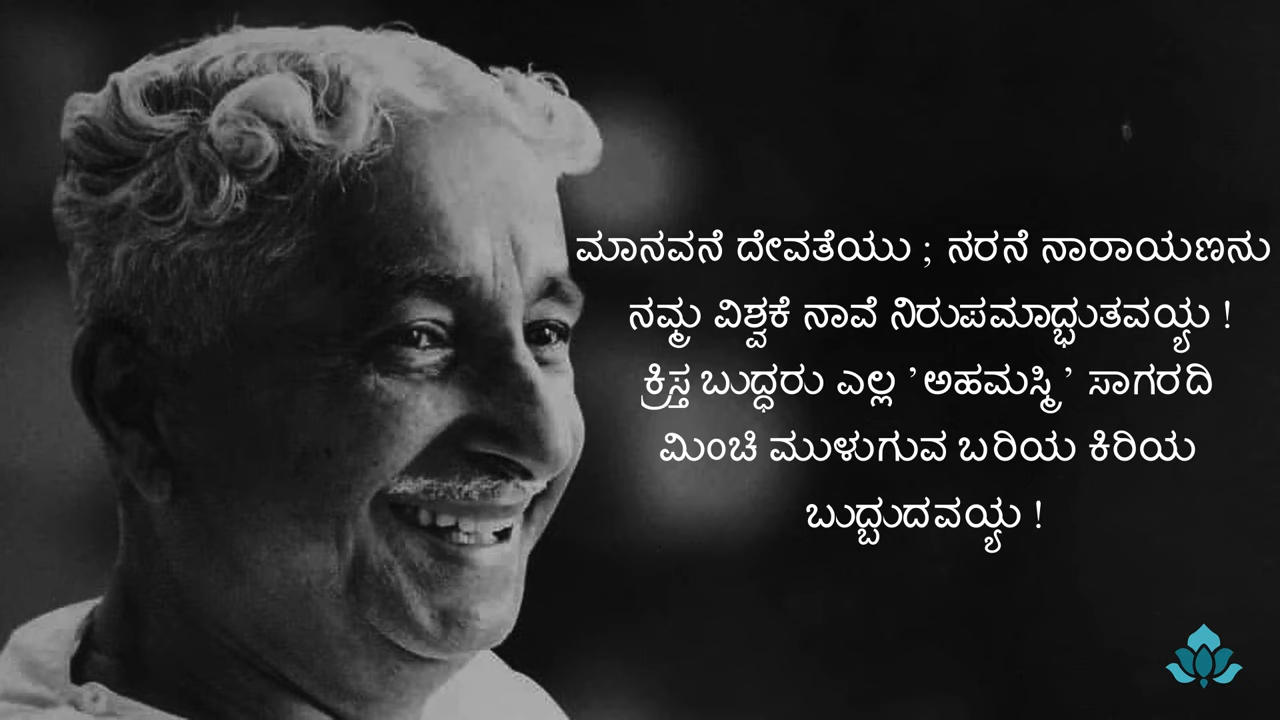 ಮಾನವನೆ ದೇವತೆಯು ; ನರನೆ ನಾರಾಯಣನು
ನಮ್ಮ ವಿಶ್ವಕೆ ನಾವೆ ನಿರುಪಮಾದ್ಭುತವಯ್ಯ !
ಕ್ರಿಸ್ತ ಬುದ್ಧರು ಎಲ್ಲ ’ಅಹಮಸ್ಮಿ’ ಸಾಗರದಿ
ಮಿಂಚಿ ಮುಳುಗುವ ಬರಿಯ ಕಿರಿಯ
ಬುದ್ಬುದವಯ್ಯ !